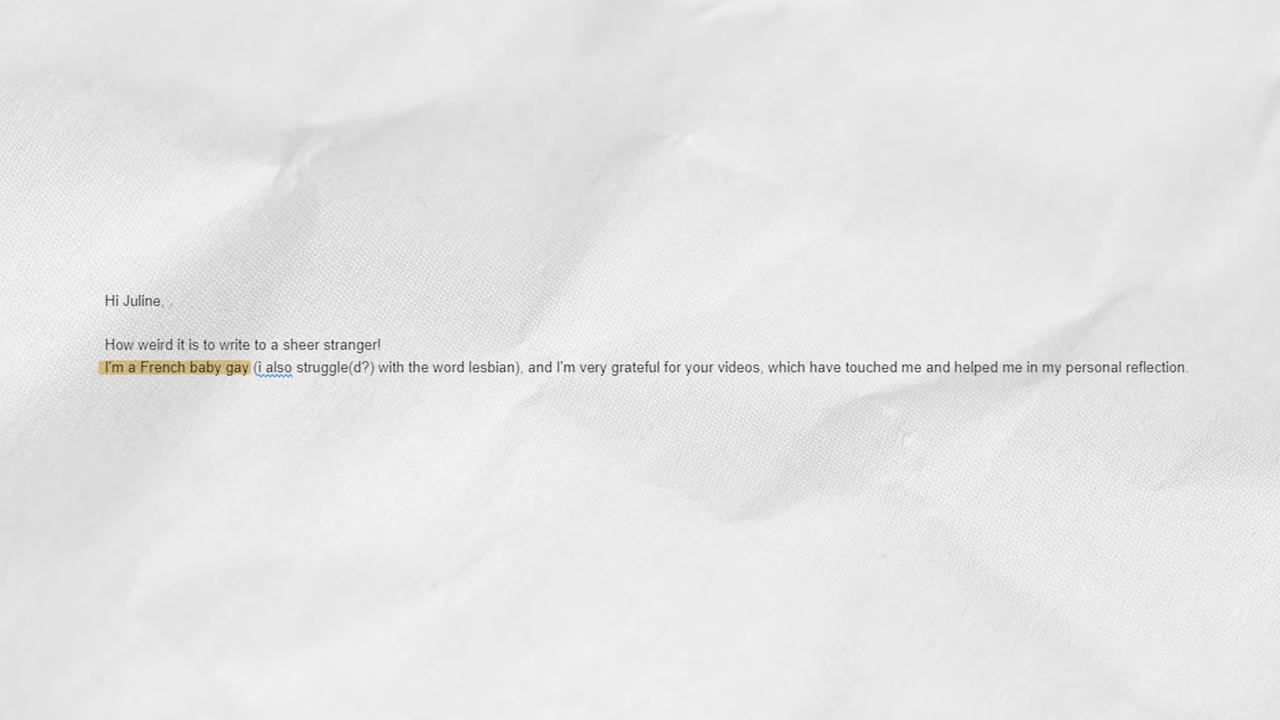 Hi Juline,
How weird it is to write to a sheer stranger!
I'm a French baby gay (i also struggle(d?) with the word lesbian), and I'm very grateful for your videos, which have touched me and helped me in my personal reflection.